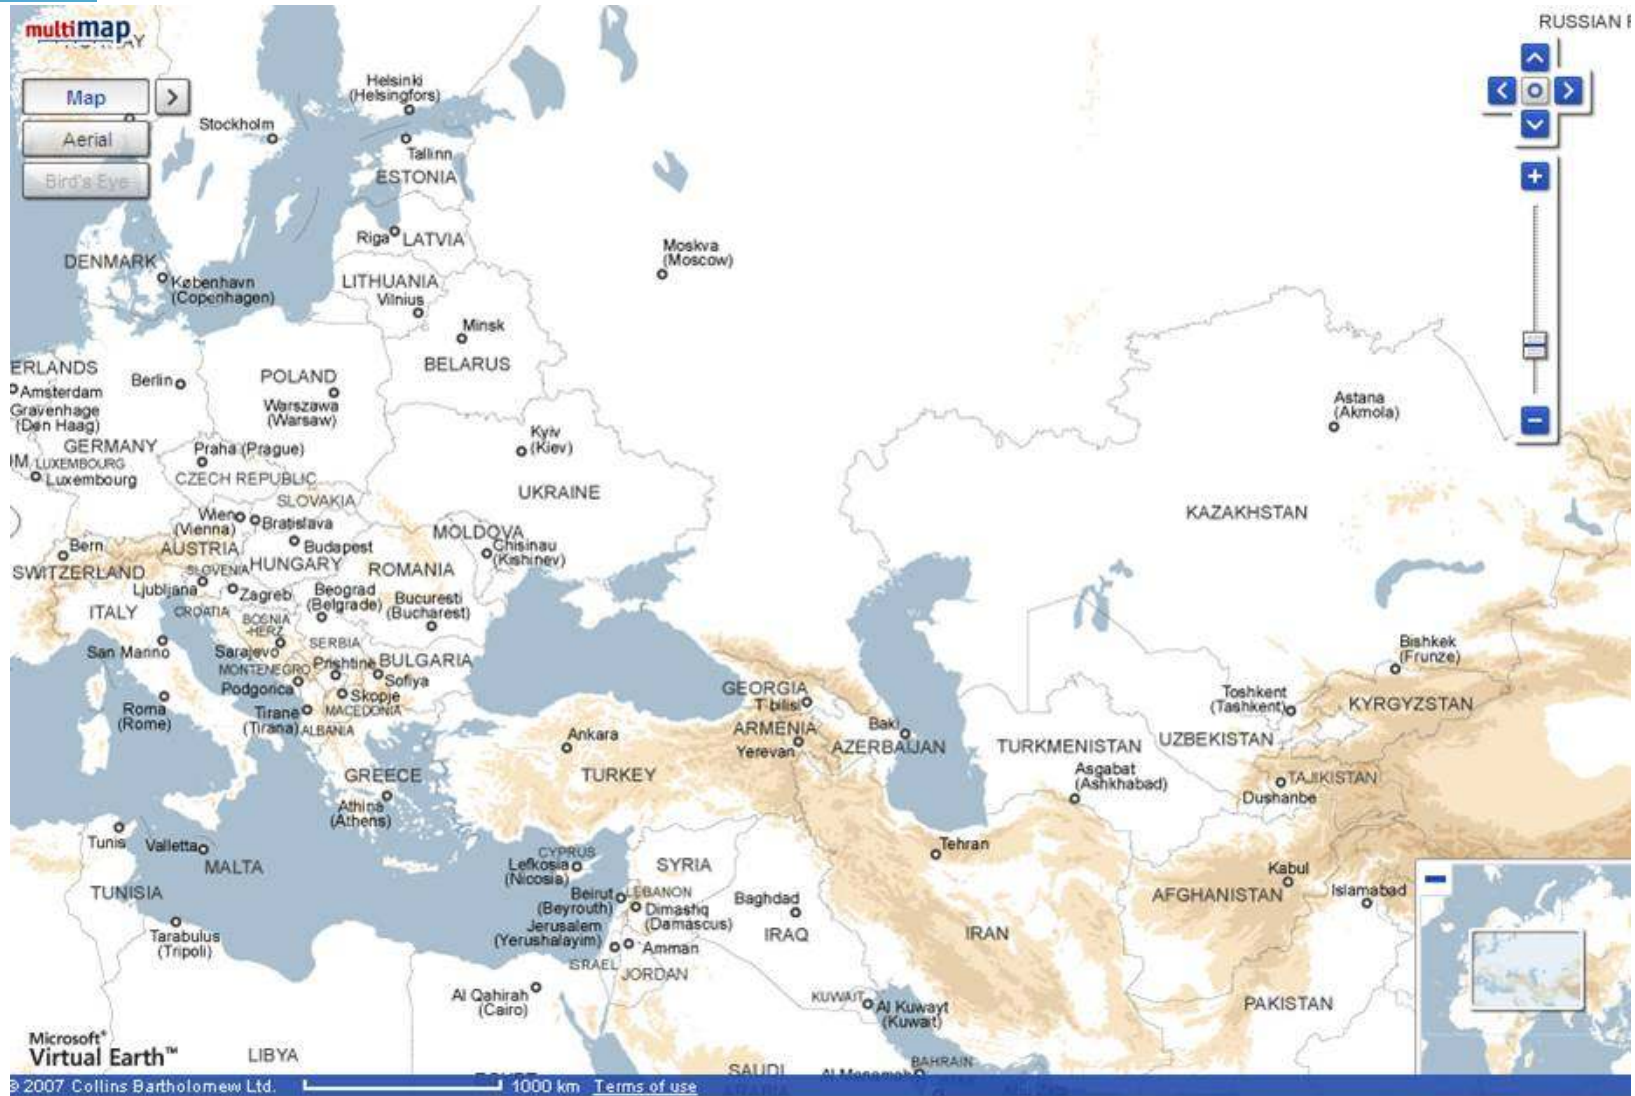 multimap
RUSSIAN F
Map
Aerial
Bird's Eye
Helsinki
(Helsingfors)
Stockholm
Tallinn
ESTONIA
Riga
LATVIA
Moskva
(Moscow)
DENMARK
København
(Copenhagen)
LITHUANIA
Vilnius
Minsk
BELARUS
ERLANDS
Amsterdam
Gravenhage
(Den Haag)
Berlin
POLAND
Warszawa
(Warsaw)
Astana
(Akmola)
GERMANY
Praha (Prague)
Kyiv
(Kiev)
LUXEMBOURG
Luxembourg
CZECH REPUBLIC
UKRAINE
SLOVAKIA
KAZAKHSTAN
Wien
(Vienna)
Bratislava
MOLDOVA
Chisinau
(Kishinev)
Bern
AUSTRIA
Budapest
SWITZERLAND
SLOVENIA
HUNGARY
ROMANIA
Ljubljana
Zagreb
Beograd
(Belgrade)
Bucuresti
(Bucharest)
ITALY
CROATIA
BOSNIA
-HERZ
San Marino
Sarajevo
SERBIA
Bishkek
(Frunze)
MONTENEGRO
Prishtine
BULGARIA
Podgorica
Sofiya
Skopje
GEORGIA
T'bilisi
Toshkent
(Tashkent)
KYRGYZSTAN
Roma
(Rome)
Tirane
(Tirana)
MACEDONIA
ALBANIA
Ankara
ARMENIA
Yerevan
Baki
AZERBAIJAN
TURKMENISTAN
UZBEKISTAN
GREECE
TURKEY
Asgabat
(Ashkhabad)
TAJIKISTAN
Dushanbe
Athina
(Athens)
Tunis
Valletta
MALTA
CYPRUS
Lefkosia
(Nicosia)
SYRIA
Tehran
TUNISIA
Beirut
(Beyrouth)
LEBANON
Dimashq
(Damascus)
Baghdad
Kabul
AFGHANISTAN
Islamabad
Tarabulus
(Tripoli)
Jerusalem
(Yerushalayim)
Amman
IRAQ
IRAN
ISRAEL
JORDAN
Al Qahirah
(Cairo)
KUWAIT
Al Kuwayt
(Kuwait)
PAKISTAN
Microsoft®
Virtual Earth™
LIBYA
SAUDI
BAHRAIN
© 2007 Collins Bartholomew Ltd.
1000 km
Terms of use